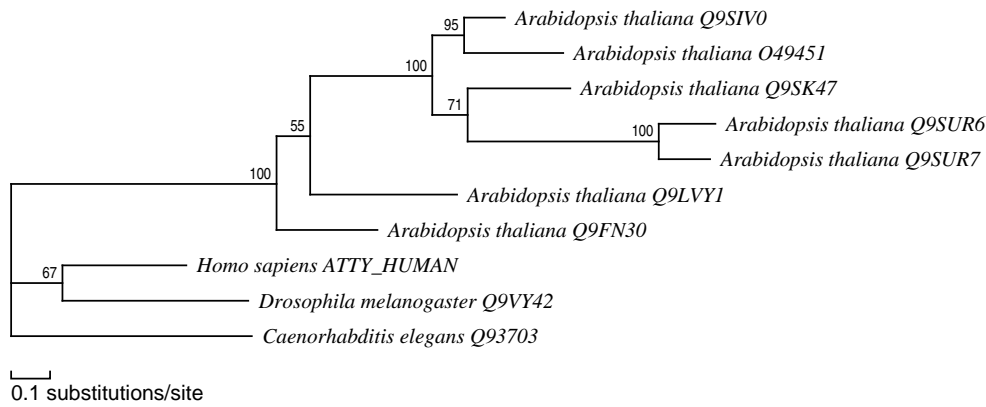 95 Arabidopsis thaliana Q9SIV0
Arabidopsis thaliana O49451
100
Arabidopsis thaliana Q9SK47
71
55
100 Arabidopsis thaliana Q9SUR6
Arabidopsis thaliana Q9SUR7
100
Arabidopsis thaliana Q9LVY1
Arabidopsis thaliana Q9FN30
67 Homo sapiens ATTY_HUMAN
Drosophila melanogaster Q9VY42
Caenorhabditis elegans Q93703
0.1 substitutions/site